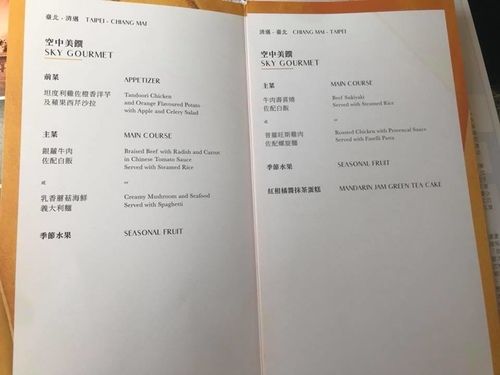 臺北 - 清邁 TAIPEI - CHIANG MAI
空中美饌
SKY GOURMET
前菜 APPETIZER
坦度利雞佐橙香洋芋 Tandoori Chicken
及蘋果西芹沙拉 and Orange Flavoured Potato
with Apple and Celery Salad
主菜 MAIN COURSE
銀蘿牛肉 Braised Beef with Radish and Carrot
佐配白飯 in Chinese Tomato Sauce
Served with Steamed Rice
或 or
乳香蘑菇海鮮 Creamy Mushroom and Seafood
義大利麵 Served with Spaghetti
季節水果 SEASONAL FRUIT
清邁 - 臺北 CHIANG MAI - TAIPEI
空中美饌
SKY GOURMET
主菜 MAIN COURSE
牛肉壽喜燒 Beef Sukiyaki
佐配白飯 Served with Steamed Rice
或 or
普羅旺斯雞肉 Roasted Chicken with Provencal Sauce
佐配螺旋麵 Served with Fusilli Pasta
季節水果 SEASONAL FRUIT
紅柑橘醬抹茶蛋糕 MANDARIN JAM GREEN TEA CAKE